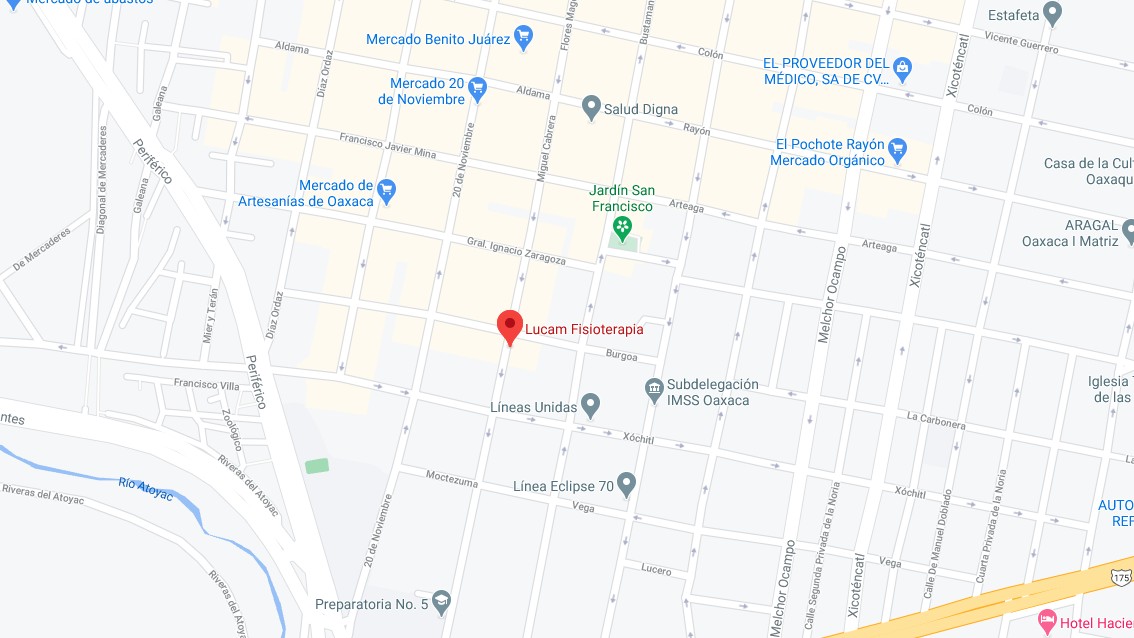 Mercado de abastos
Estafeta
Mercado Benito Juárez
Flores Mag
Bustaman
Vicente Guerrero
Aldama
Colón
Xicoténcatl
Diaz Ordaz
EL PROVEEDOR DEL
MÉDICO, SA DE CV...
Mercado 20
de Noviembre
Aldama
Galeana
Salud Digna
Colón
Rayón
Periférico
Diagonal de Mercaderes
Francisco Javier Mina
20 de Noviembre
Miguel Cabrera
El Pochote Rayón
Mercado Orgánico
Casa de la Cul
Oaxaqu
Mercado de
Artesanías de Oaxaca
Galeana
Jardín San
Francisco
Arteaga
ARAGAL
Oaxaca I Matriz
De Mercaderes
Gral. Ignacio Zaragoza
Arteaga
Xicoténcatl
Melchor Ocampo
Mier y Terán
Diaz Ordaz
Lucam Fisioterapia
Burgoa
Periférico
Francisco Villa
Subdelegación
IMSS Oaxaca
Iglesia
de las
Líneas Unidas
ntes
Zoológico
La Carbonera
Xóchitl
La
Riveras del Atoyac
Río Atoyac
Moctezuma
Línea Eclipse 70
Xóchitl
Riveras del Atoyac
Vega
AUTO
REF
20 de Noviembre
Calle Segunda Privada de la Noria
Calle De Manuel Doblado
Cuarta Privada de la Noria
Melchor Ocampo
Xicoténcatl
Vega
Lucero
175
Riveras del Atoya
Preparatoria No. 5
Hotel Hacie